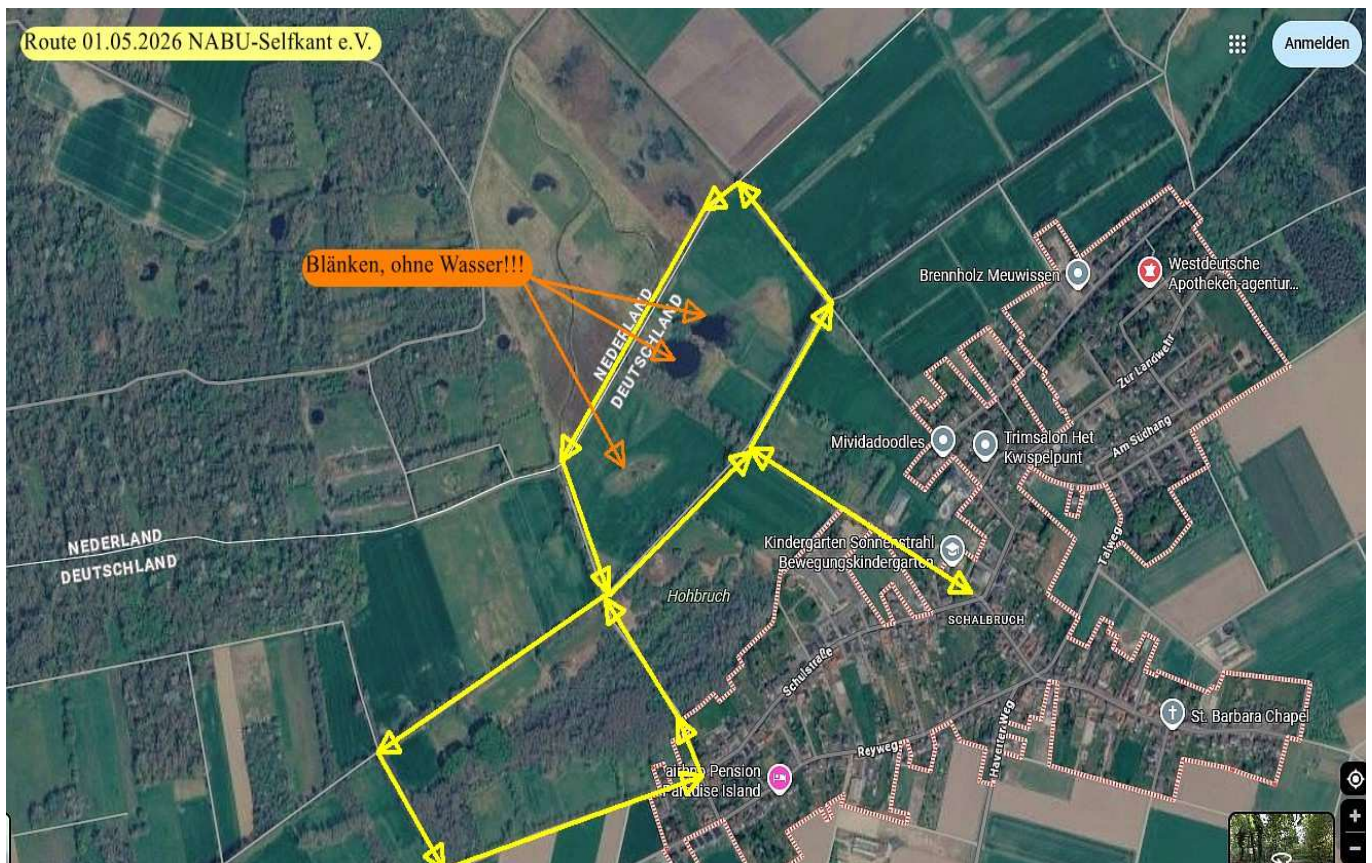 Route 01.05.2026 NABU-Selfkant e.V.
Anmelden
Blänken, ohne Wasser!!!
Brennholz Meuwissen
Westdeutsche
Apotheken-agentur...
NEDERLAND
DEUTSCHLAND
Zur Landwehr
Am Südhang
Mividadoodles
Trimsalon Het
Kwispelpunt
NEDERLAND
DEUTSCHLAND
Talweg
Kindergarten Sonnenstrahl
Bewegungskindergarten
Hohbruch
SCHALBRUCH
Schulstraße
Haverter Weg
St. Barbara Chapel
Reyweg
Pension
Paradise Island